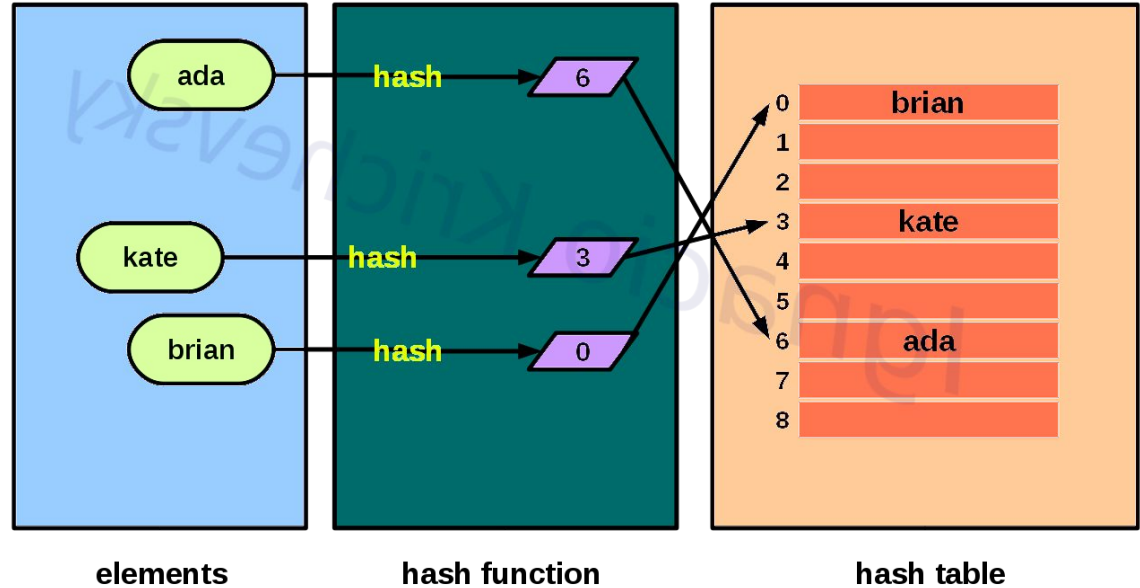 ada
hash
6
kate
hash
3
brian
hash
0
0 brian
1
2
3 kate
4
5
6 ada
7
8
elements
hash function
hash table
Ignacio Krichevsky